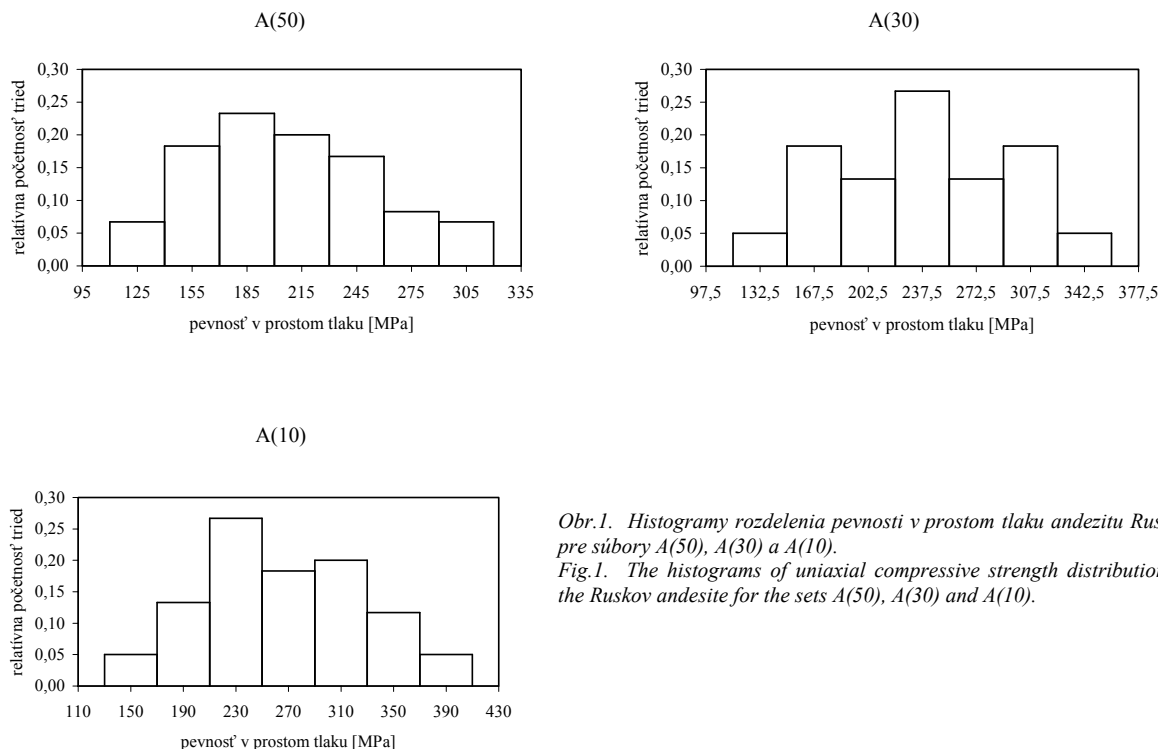 A(50)
0,30
0,25
0,20
0,15
0,10
0,05
0,00
relatívna početnosť tried
95 125 155 185 215 245 275 305 335
pevnosť v prostom tlaku [MPa]
A(30)
0,30
0,25
0,20
0,15
0,10
0,05
0,00
relatívna početnosť tried
97,5 132,5 167,5 202,5 237,5 272,5 307,5 342,5 377,5
pevnosť v prostom tlaku [MPa]
A(10)
0,30
0,25
0,20
0,15
0,10
0,05
0,00
relatívna početnosť tried
110 150 190 230 270 310 350 390 430
pevnosť v prostom tlaku [MPa]
Obr.1. Histogramy rozdelenia pevnosti v prostom tlaku andezitu Rus
pre súbory A(50), A(30) a A(10).
Fig.1. The histograms of uniaxial compressive strength distribution
the Ruskov andesite for the sets A(50), A(30) and A(10).